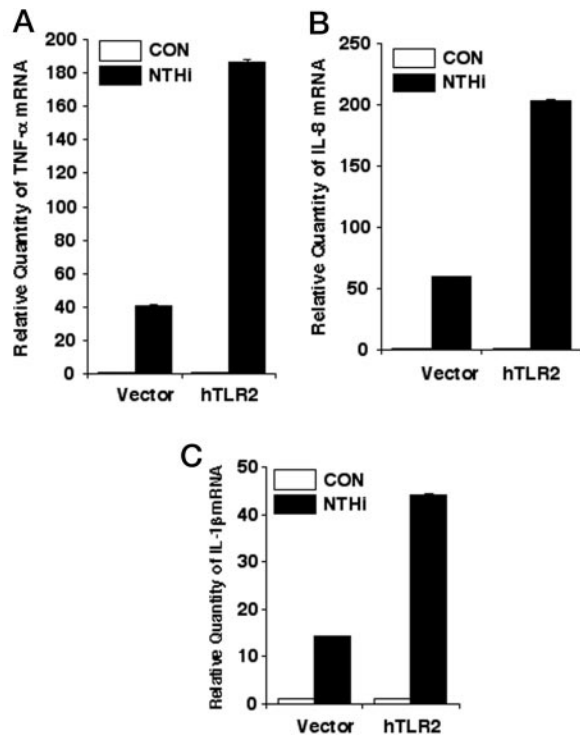 A
Relative Quantity of TNF-α mRNA
200
180
160
140
120
100
80
60
40
20
0
CON
NTHi
Vector hTLR2
B
Relative Quantity of IL-8 mRNA
250
200
150
100
50
0
CON
NTHi
Vector hTLR2
C
Relative Quantity of IL-1βmRNA
50
40
30
20
10
0
CON
NTHi
Vector hTLR2